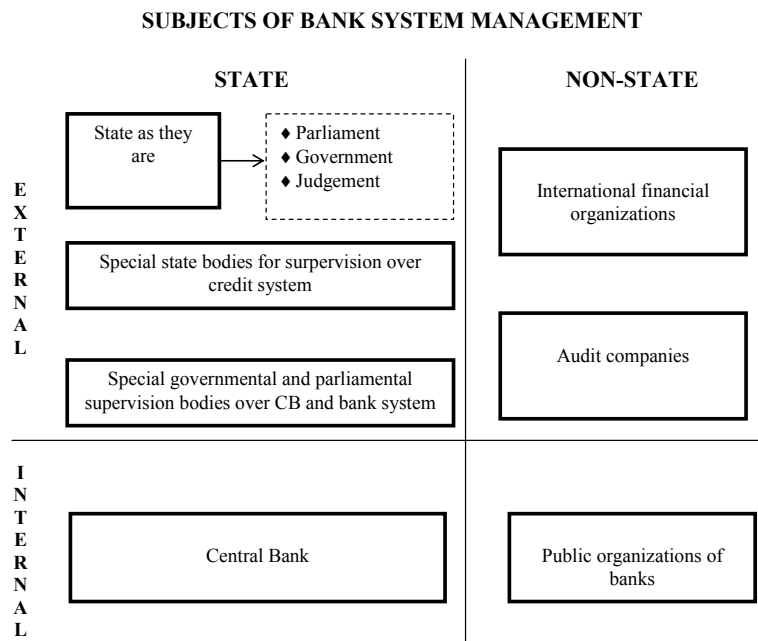 SUBJECTS OF BANK SYSTEM MANAGEMENT
STATE
NON-STATE
EXTERNAL
State as they
are
♦ Parliament
♦ Government
♦ Judgement
International financial
organizations
Special state bodies for surpervision over
credit system
Audit companies
Special governmental and parliamental
supervision bodies over CB and bank system
INTERNAL
Central Bank
Public organizations of
banks